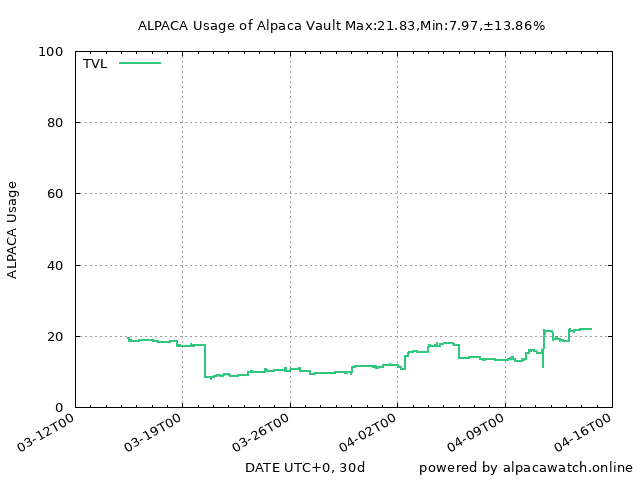 ALPACA Usage of Alpaca Vault Max:21.83,Min:7.97,±13.86%
TVL
100
80
60
40
20
0
ALPACA Usage
03-12T00
03-19T00
03-26T00
04-02T00
04-09T00
04-16T00
DATE UTC+0, 30d
powered by alpacawatch.online